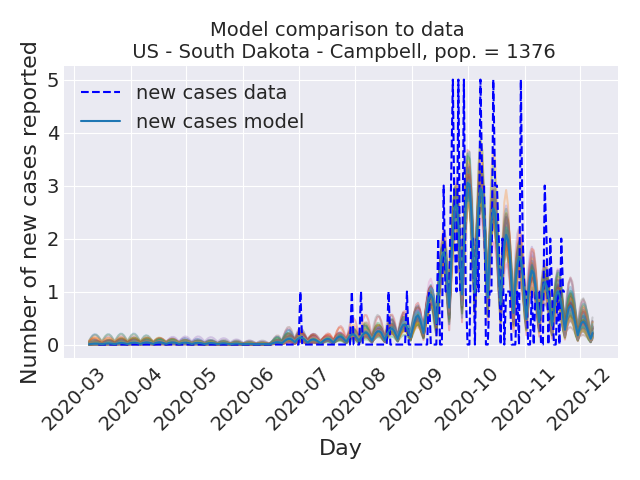 Model comparison to data
US - South Dakota - Campbell, pop. = 1376
Number of new cases reported
5
4
3
2
1
0
new cases data
new cases model
2020-03
2020-04
2020-05
2020-06
2020-07
2020-08
2020-09
2020-10
2020-11
2020-12
Day